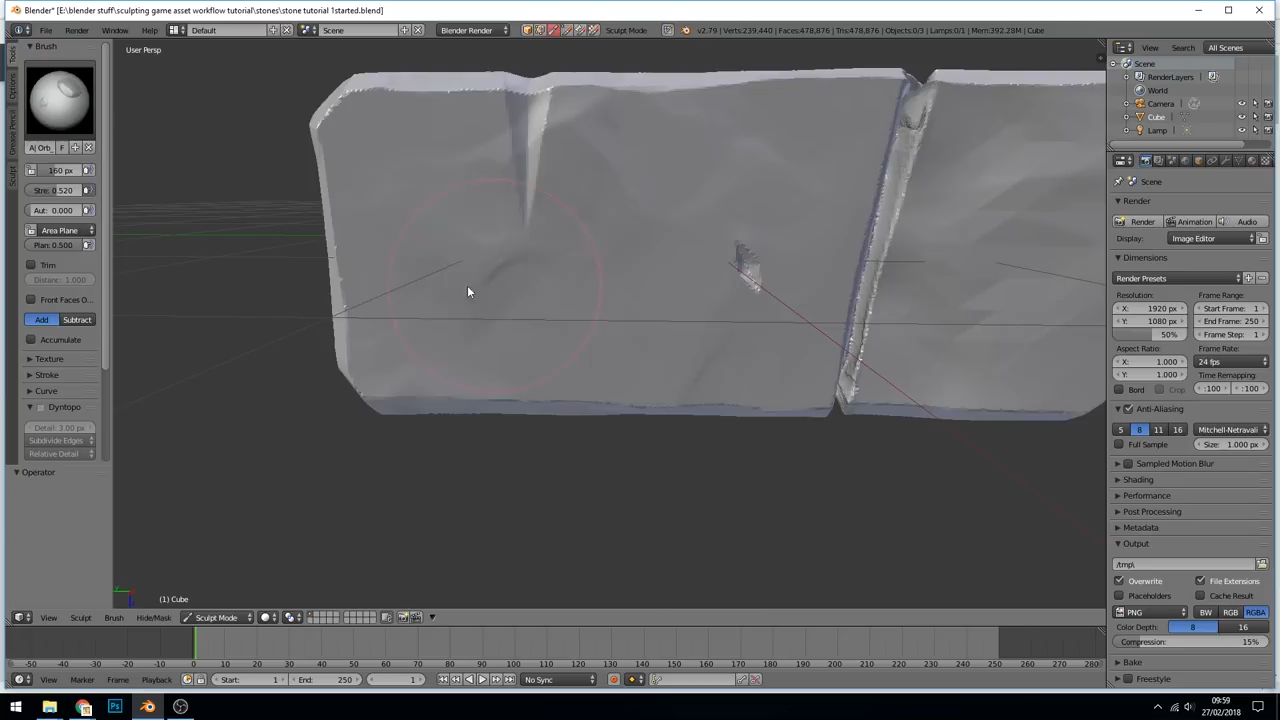 Blender* [E:\blender stuff\sculpting game asset workflow tutorial\stones\stone tutorial 1started.blend]
File Render Window Help Default Scene Blender Render Sculpt Mode v2.79 | Verts:239,440 | Faces:478,876 | Tris:478,876 | Objects:0/3 | Lamps:0/1 | Mem:392.28M | Cube
Brush
User Persp
View Search All Scenes
Scene
RenderLayers
World
Camera
Cube
Lamp
Tools
Options
Grease Pencil
Sculpt
F
160 px
Stre: 0.520
Aut: 0.000
Area Plane
Plan: 0.500
Trim
Distanc: 1.000
Front Faces O...
Add Subtract
Accumulate
Texture
Stroke
Curve
Dyntopo
Detail: 3.00 px
Subdivide Edges
Relative Detail
Operator
Scene
Render
Render Animation Audio
Display: Image Editor
Dimensions
Render Presets
Resolution: Frame Range:
X: 1920 px Start Frame: 1
Y: 1080 px End Frame: 250
50% Frame Step: 1
Aspect Ratio: Frame Rate:
X: 1.000 24 fps
Y: 1.000 Time Remapping:
Bord Crop :100 :100
Anti-Aliasing
5 8 11 16 Mitchell-Netravali
Full Sample Size: 1.000 px
Sampled Motion Blur
Shading
Performance
Post Processing
Metadata
Output
/tmp\
Overwrite File Extensions
Placeholders Cache Result
PNG BW RGB RGBA
Color Depth: 8 16
Compression: 15%
Bake
Freestyle
(1) Cube
View Sculpt Brush Hide/Mask Sculpt Mode
-50 -40 -30 -20 -10 0 10 20 30 40 50 60 70 80 90 100 110 120 130 140 150 160 170 180 190 200 210 220 230 240 250 260 270 280
View Marker Frame Playback Start: 1 End: 250 1 No Sync
Ps
09:59
27/02/2018